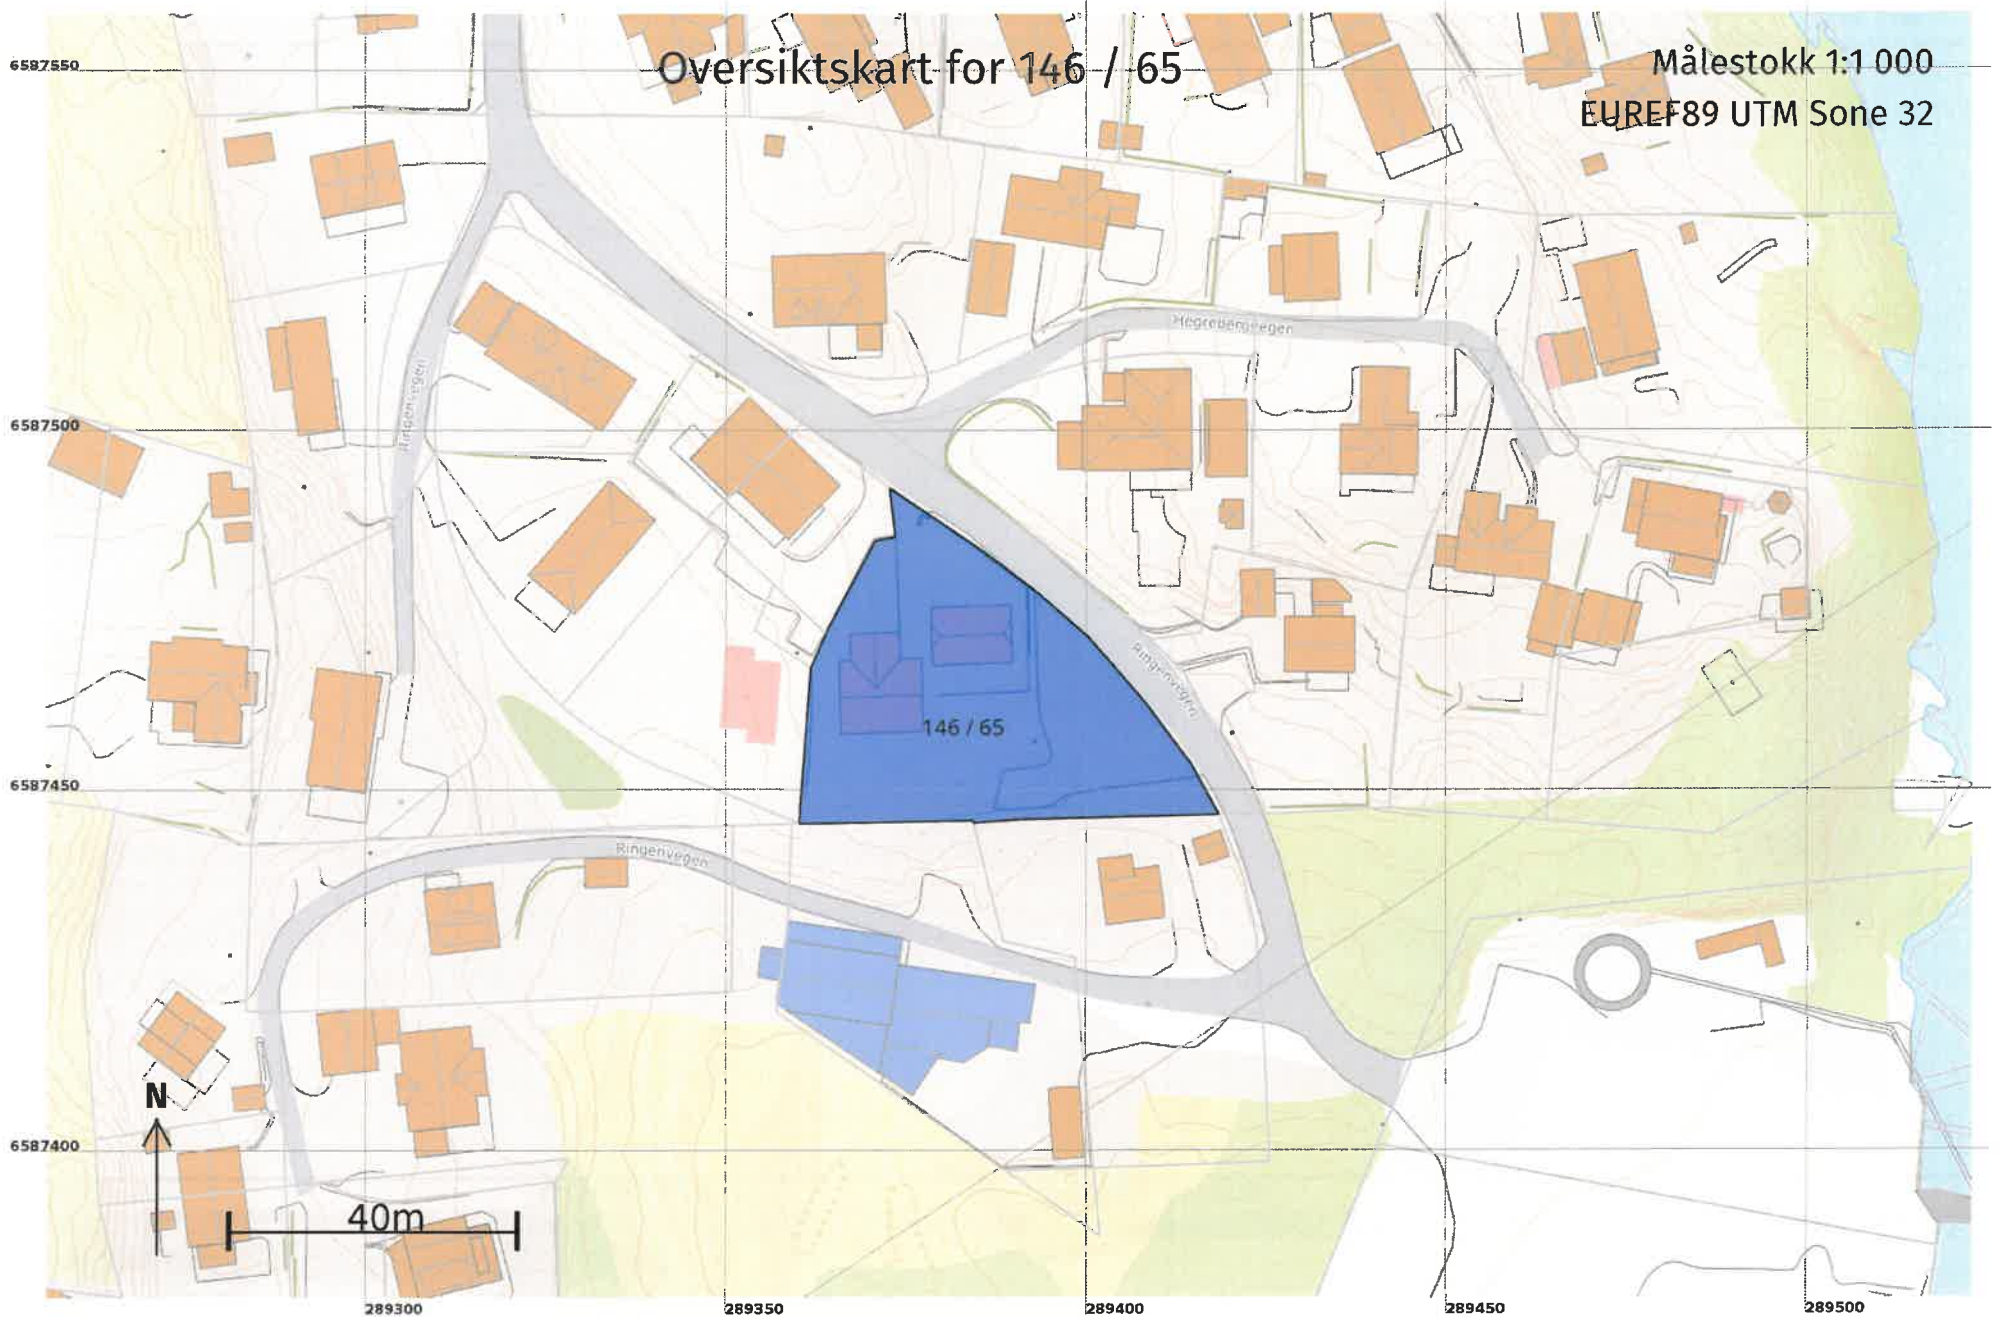 Oversiktskart for 146 / 65
Målestokk 1:1 000
EUREF89 UTM Sone 32
6587550
6587500
6587450
6587400
Hegrebergvegen
Ringenvegen
Ringenvegen
146 / 65
Ringenvegen
N
40m
289300
289350
289400
289450
289500